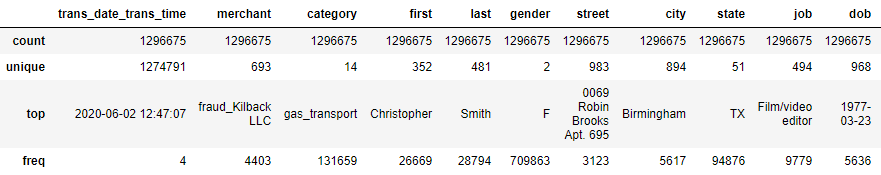 trans_date_trans_time merchant category first last gender street city state job dob
count 1296675 1296675 1296675 1296675 1296675 1296675 1296675 1296675 1296675 1296675 1296675
unique 1274791 693 14 352 481 2 983 894 51 494 968
top 2020-06-02 12:47:07 fraud_Kilback LLC gas_transport Christopher Smith F 0069 Robin Brooks Apt. 695 Birmingham TX Film/video editor 1977-03-23
freq 4 4403 131659 26669 28794 709863 3123 5617 94876 9779 5636